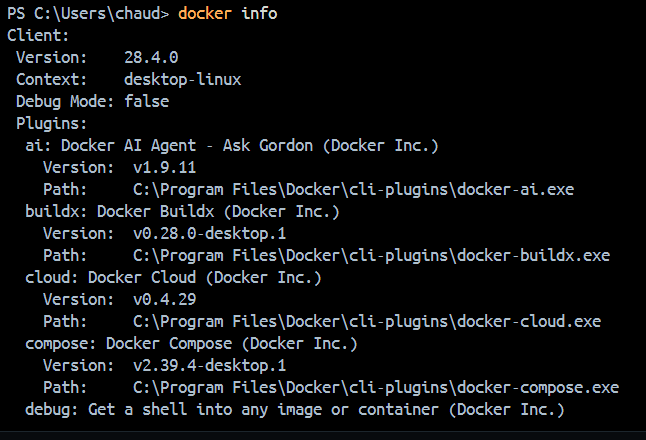 PS C:\Users\chaud> docker info
Client:
 Version:    28.4.0
 Context:    desktop-linux
 Debug Mode: false
 Plugins:
  ai: Docker AI Agent - Ask Gordon (Docker Inc.)
    Version:  v1.9.11
    Path:     C:\Program Files\Docker\cli-plugins\docker-ai.exe
  buildx: Docker Buildx (Docker Inc.)
    Version:  v0.28.0-desktop.1
    Path:     C:\Program Files\Docker\cli-plugins\docker-buildx.exe
  cloud: Docker Cloud (Docker Inc.)
    Version:  v0.4.29
    Path:     C:\Program Files\Docker\cli-plugins\docker-cloud.exe
  compose: Docker Compose (Docker Inc.)
    Version:  v2.39.4-desktop.1
    Path:     C:\Program Files\Docker\cli-plugins\docker-compose.exe
  debug: Get a shell into any image or container (Docker Inc.)